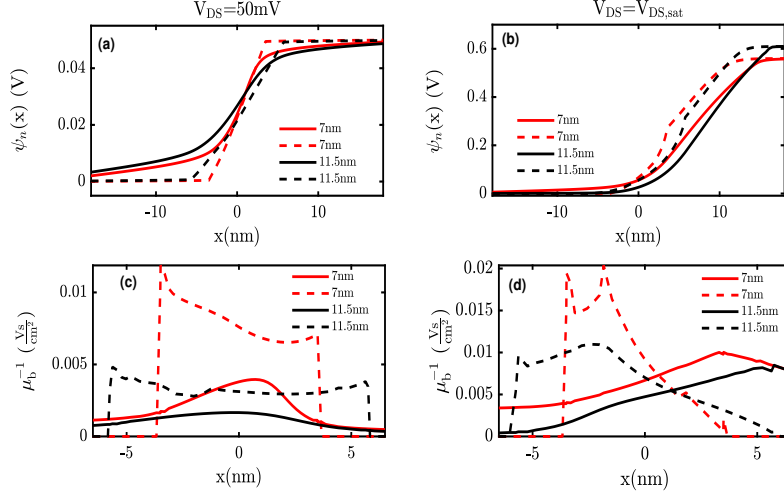 V_DS=50mV
V_DS=V_DS,sat
(a)
ψ_n(x) (V)
0.04
0.02
0
-10
0
10
x(nm)
7nm
7nm
11.5nm
11.5nm
(b)
ψ_n(x) (V)
0.6
0.4
0.2
0
-10
0
10
x(nm)
7nm
7nm
11.5nm
11.5nm
(c)
μ_b^-1 (Vs/cm^2)
0.01
0.005
0
-5
0
5
x(nm)
7nm
7nm
11.5nm
11.5nm
(d)
μ_b^-1 (Vs/cm^2)
0.02
0.015
0.01
0.005
0
-5
0
5
x(nm)
7nm
7nm
11.5nm
11.5nm